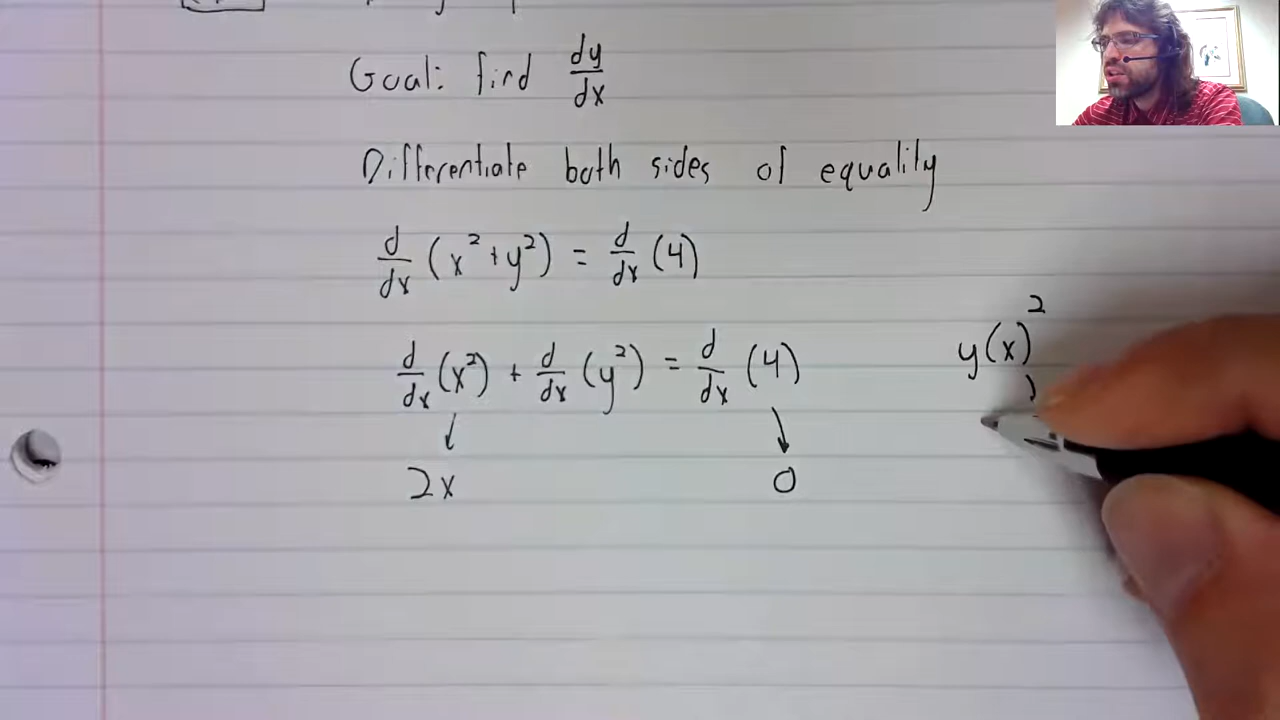 Goal: find dy/dx
Differentiate both sides of equality
d/dx (x² + y²) = d/dx (4)
d/dx (x²) + d/dx (y²) = d/dx (4)
y(x)²
2x
0